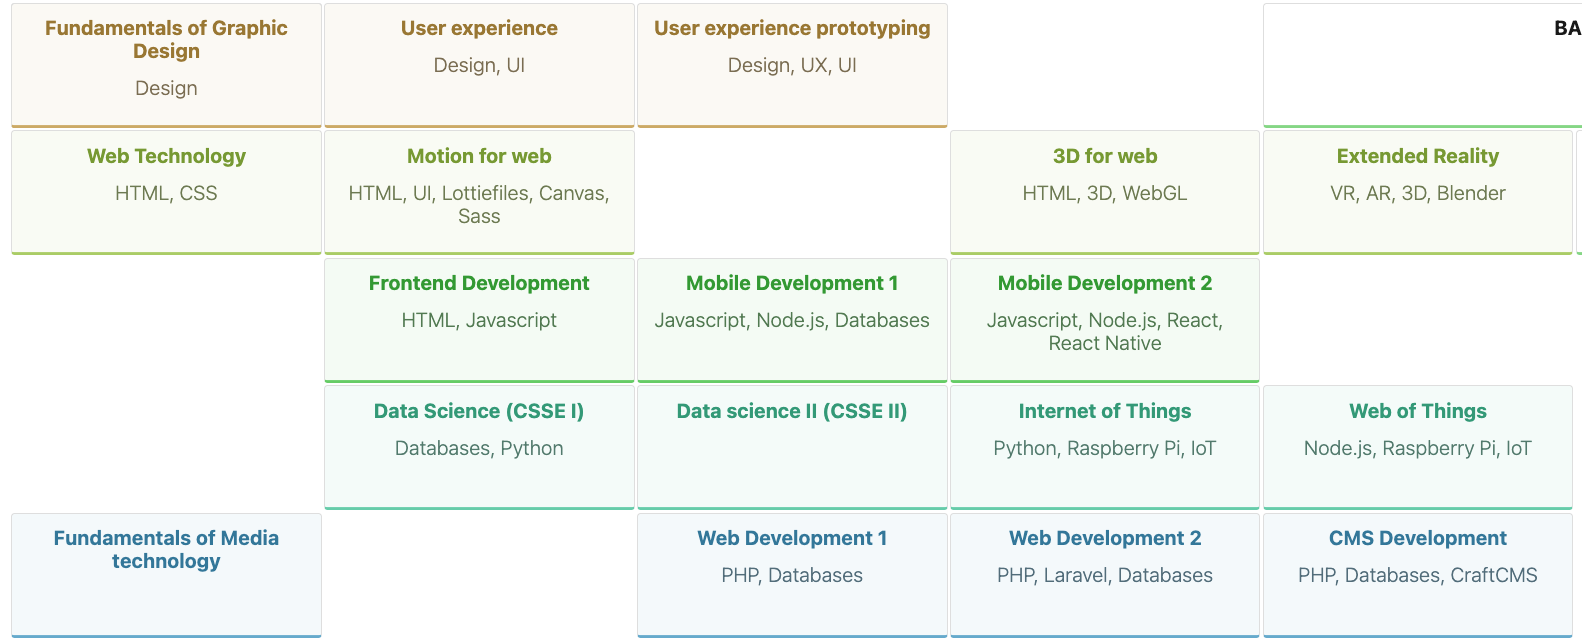 Fundamentals of Graphic
Design
Design
User experience
Design, UI
User experience prototyping
Design, UX, UI
BA
Web Technology
HTML, CSS
Motion for web
HTML, UI, Lottiefiles, Canvas,
Sass
3D for web
HTML, 3D, WebGL
Extended Reality
VR, AR, 3D, Blender
Frontend Development
HTML, Javascript
Mobile Development 1
Javascript, Node.js, Databases
Mobile Development 2
Javascript, Node.js, React,
React Native
Data Science (CSSE I)
Databases, Python
Data science II (CSSE II)
Internet of Things
Python, Raspberry Pi, IoT
Web of Things
Node.js, Raspberry Pi, IoT
Fundamentals of Media
technology
Web Development 1
PHP, Databases
Web Development 2
PHP, Laravel, Databases
CMS Development
PHP, Databases, CraftCMS